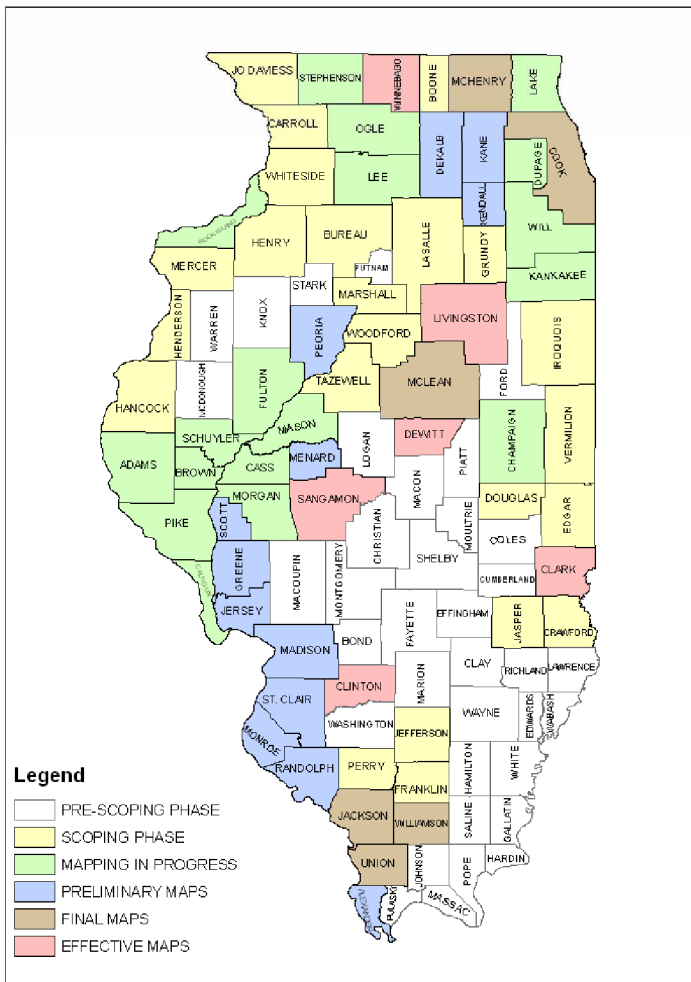 JO DAVIESS
STEPHENSON
WINNEBAGO
BOONE
MCHENRY
LAKE
CARROLL
OGLE
DEKALB
KANE
COOK
DUPAGE
WHITESIDE
LEE
KENDALL
WILL
ROCK ISLAND
HENRY
BUREAU
LASALLE
GRUNDY
MERCER
PUTNAM
KANKAKEE
STARK
MARSHALL
HENDERSON
WARREN
KNOX
PEORIA
WOODFORD
LIVINGSTON
IROQUOIS
FORD
TAZEWELL
MCLEAN
HANCOCK
MCDONOUGH
FULTON
MASON
SCHUYLER
LOGAN
DEWITT
PIATT
CHAMPAIGN
VERMILION
ADAMS
BROWN
CASS
MENARD
MACON
MORGAN
SANGAMON
DOUGLAS
EDGAR
PIKE
SCOTT
CHRISTIAN
MOULTRIE
COLES
SHELBY
CALHOUN
GREENE
MACOUPIN
MONTGOMERY
CUMBERLAND
CLARK
JERSEY
FAYETTE
EFFINGHAM
JASPER
CRAWFORD
MADISON
BOND
CLAY
RICHLAND
LAWRENCE
CLINTON
MARION
ST. CLAIR
WASHINGTON
WAYNE
EDWARDS
WABASH
MONROE
JEFFERSON
RANDOLPH
PERRY
HAMILTON
WHITE
FRANKLIN
JACKSON
WILLIAMSON
SALINE
GALLATIN
UNION
JOHNSON
POPE
HARDIN
ALEXANDER
PULASKI
MASSAC
Legend
PRE-SCOPING PHASE
SCOPING PHASE
MAPPING IN PROGRESS
PRELIMINARY MAPS
FINAL MAPS
EFFECTIVE MAPS